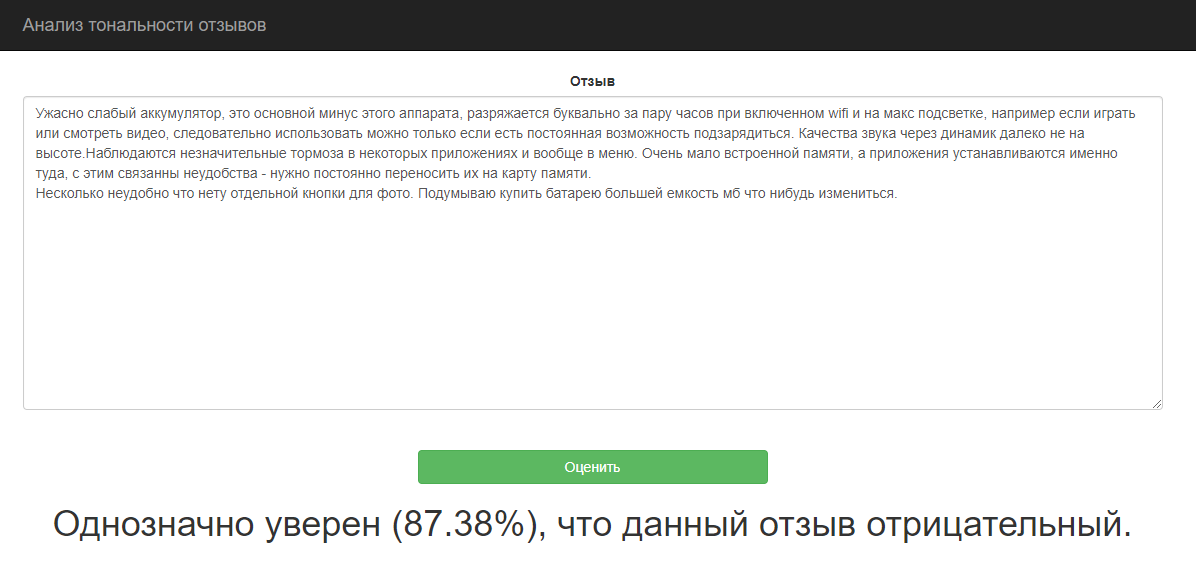 Анализ тональности отзывов
Отзыв
Ужасно слабый аккумулятор, это основной минус этого аппарата, разряжается буквально за пару часов при включенном wifi и на макс подсветке, например если играть
или смотреть видео, следовательно использовать можно только если есть постоянная возможность подзарядиться. Качества звука через динамик далеко не на
высоте.Наблюдаются незначительные тормоза в некоторых приложениях и вообще в меню. Очень мало встроенной памяти, а приложения устанавливаются именно
туда, с этим связанны неудобства - нужно постоянно переносить их на карту памяти.
Несколько неудобно что нету отдельной кнопки для фото. Подумываю купить батарею большей емкость мб что нибудь измениться.
Оценить
Однозначно уверен (87.38%), что данный отзыв отрицательный.